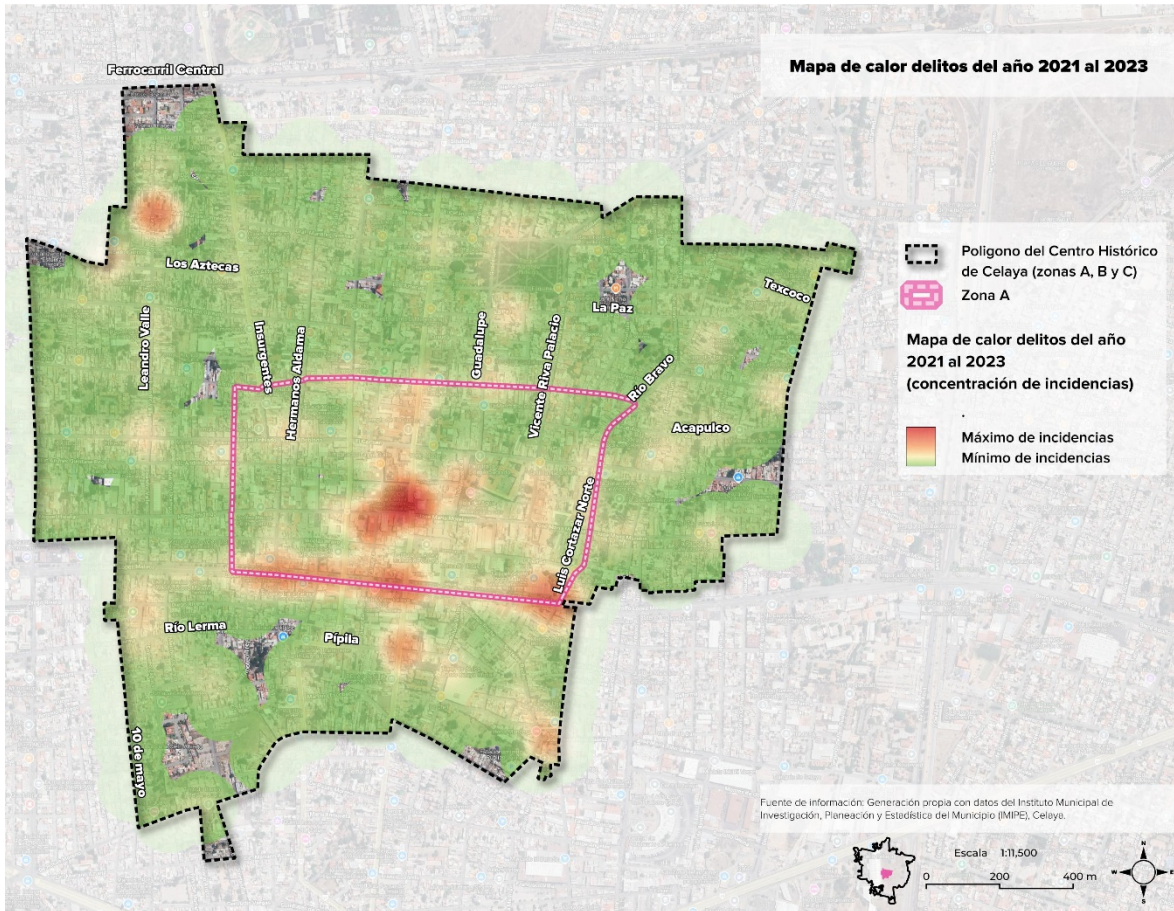 Mapa de calor delitos del año 2021 al 2023
Ferrocarril Central
Los Aztecas
Leandro Valle
Insurgentes
Hermanos Aldama
Guadalupe
Vicente Riva Palacio
La Paz
Texcoco
Río Bravo
Acapulco
Luis Cortazar Norte
Río Lerma
Pípila
10 de mayo
Poligono del Centro Histórico
de Celaya (zonas A, B y C)
Zona A
Mapa de calor delitos del año
2021 al 2023
(concentración de incidencias)
.
Máximo de incidencias
Mínimo de incidencias
Fuente de información: Generación propia con datos del Instituto Municipal de
Investigación, Planeación y Estadística del Municipio (IMIPE), Celaya.
Escala 1:11,500
0 200 400 m
N
W E
S